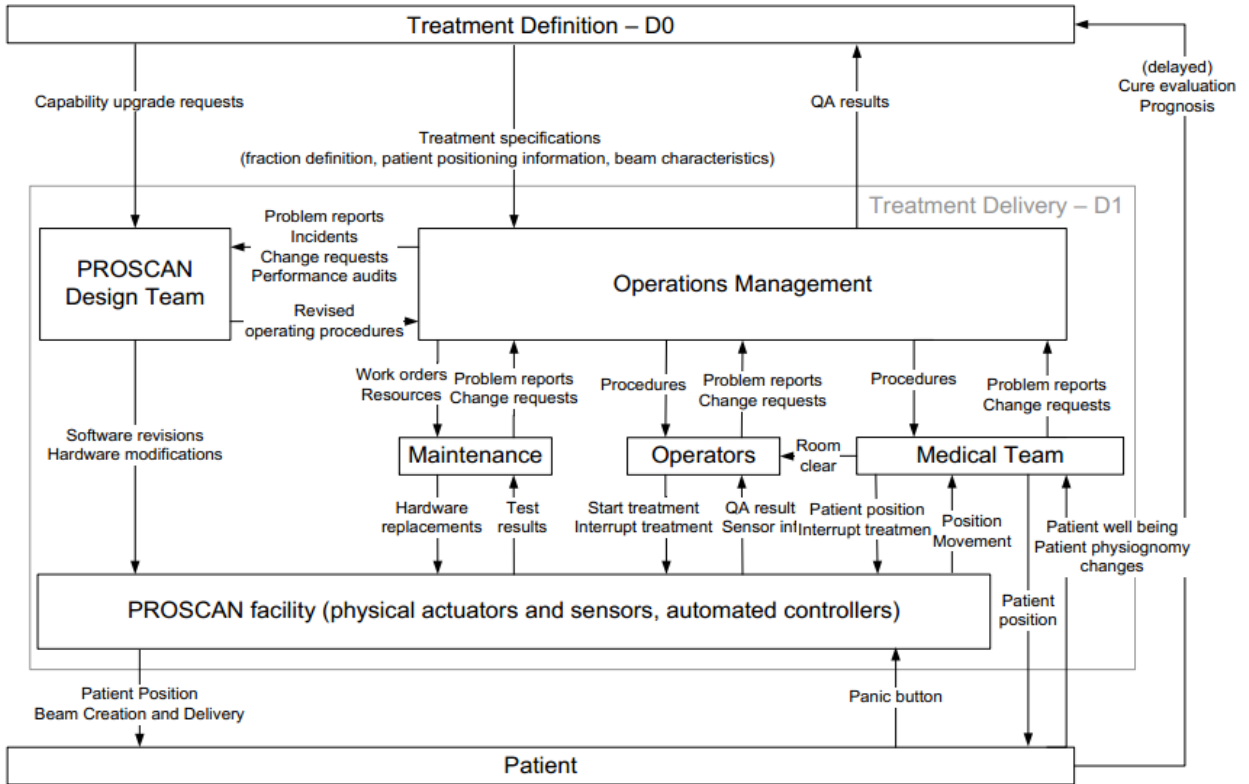 Treatment Definition – D0
(delayed)
Cure evaluation
Prognosis
Capability upgrade requests
QA results
Treatment specifications
(fraction definition, patient positioning information, beam characteristics)
Treatment Delivery – D1
Problem reports
Incidents
Change requests
Performance audits
PROSCAN
Design Team
Operations Management
Revised
operating procedures
Work orders
Resources
Problem reports
Change requests
Procedures
Problem reports
Change requests
Procedures
Problem reports
Change requests
Software revisions
Hardware modifications
Maintenance
Operators
Room
clear
Medical Team
Hardware
replacements
Test
results
Start treatment
Interrupt treatment
QA result
Sensor inf
Patient position
Interrupt treatmen
Position
Movement
Patient well being
Patient physiognomy
changes
PROSCAN facility (physical actuators and sensors, automated controllers)
Patient
position
Patient Position
Beam Creation and Delivery
Panic button
Patient